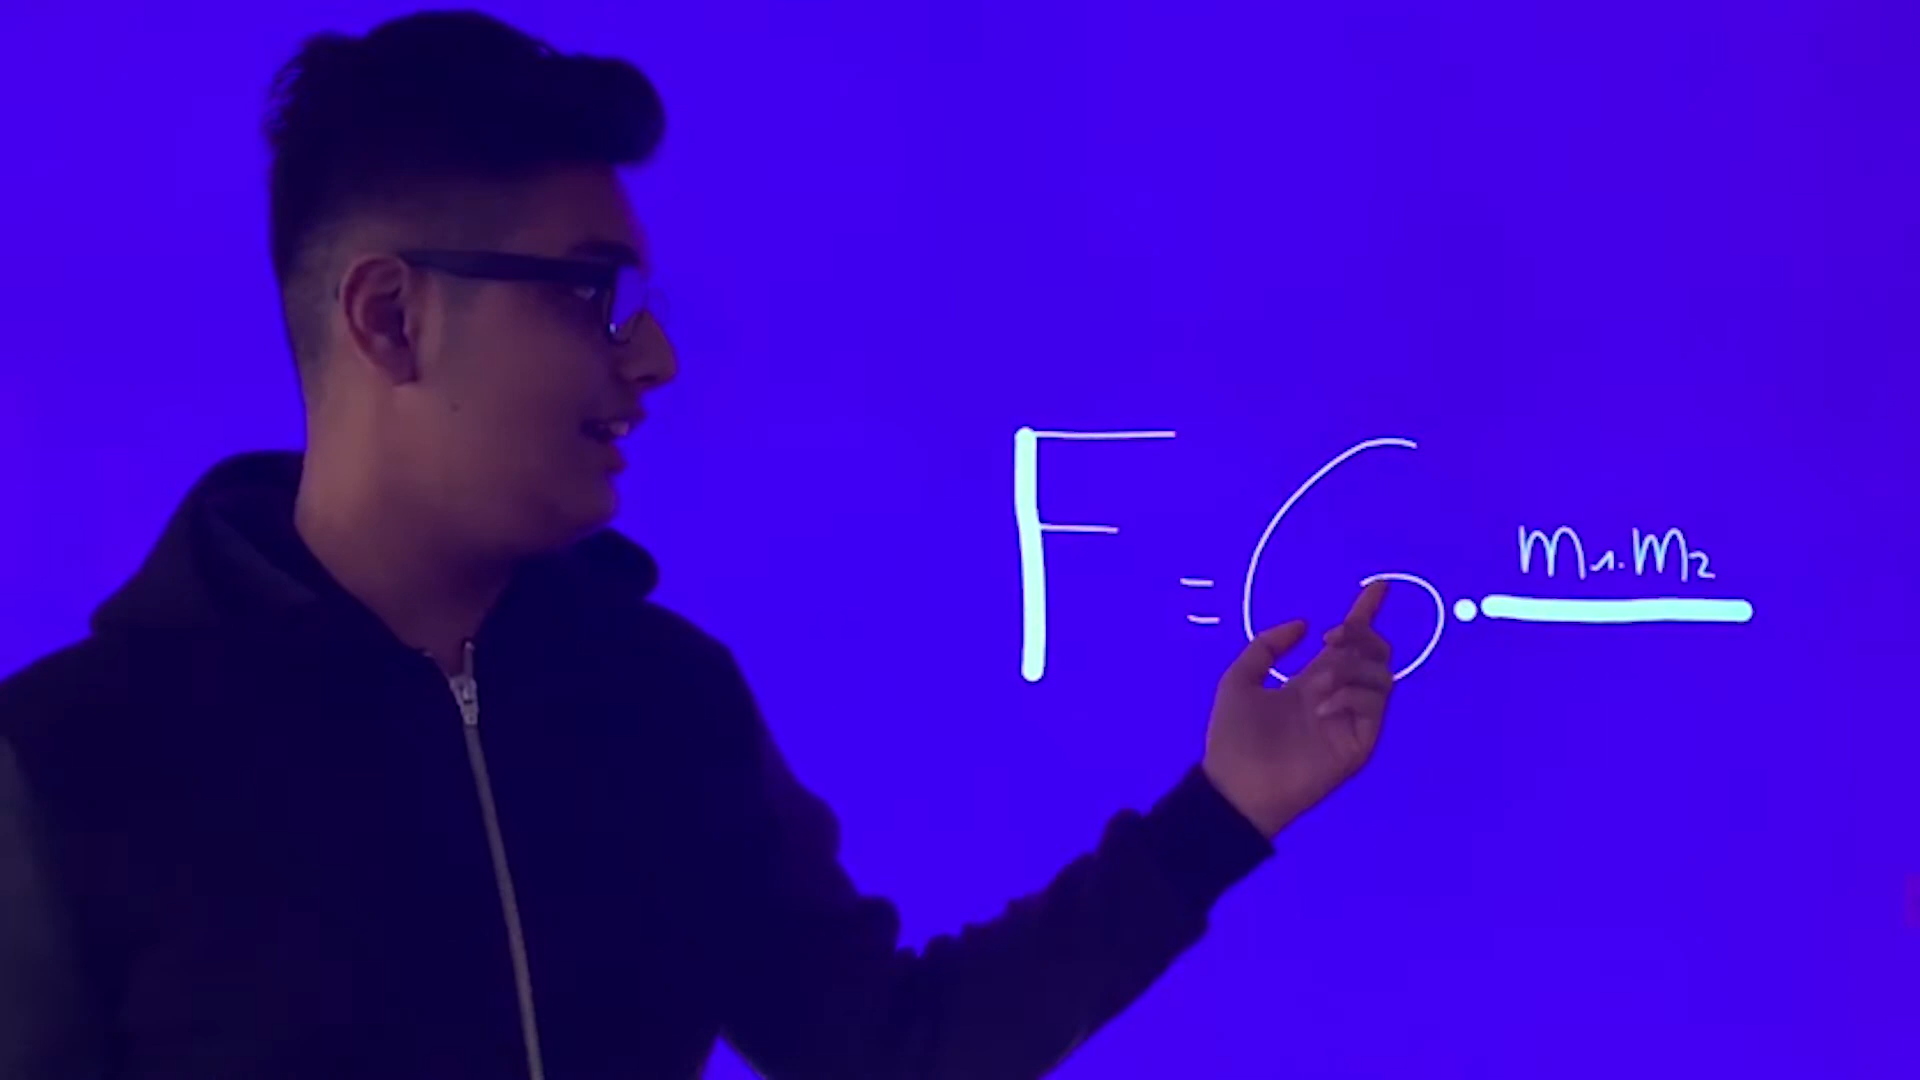 F = G · m₁.m₂